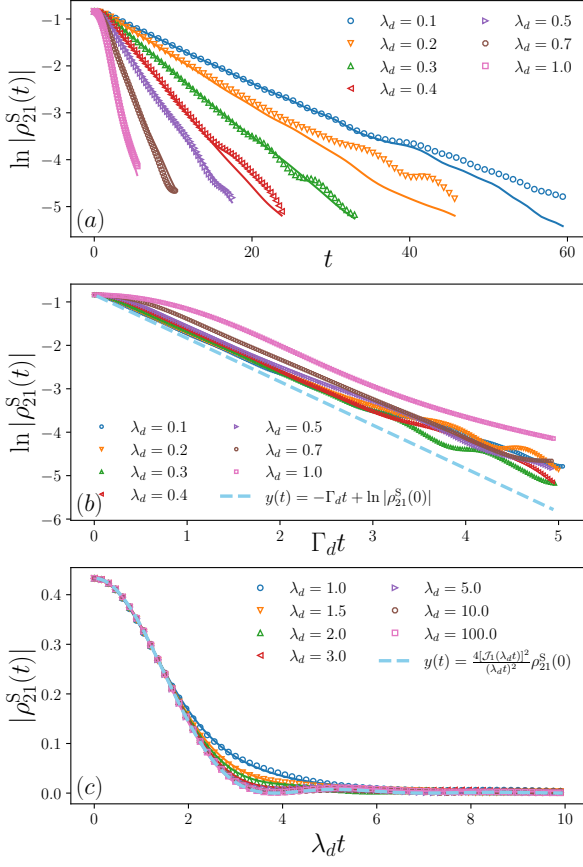 ln |ρ^S_21(t)|
−1
−2
−3
−4
−5
(a)
λ_d = 0.1
λ_d = 0.2
λ_d = 0.3
λ_d = 0.4
λ_d = 0.5
λ_d = 0.7
λ_d = 1.0
0 20 40 60
t
ln |ρ^S_21(t)|
−1
−2
−3
−4
−5
−6
(b)
λ_d = 0.1
λ_d = 0.2
λ_d = 0.3
λ_d = 0.4
λ_d = 0.5
λ_d = 0.7
λ_d = 1.0
y(t) = −Γ_d t + ln |ρ^S_21(0)|
0 1 2 3 4 5
Γ_d t
|ρ^S_21(t)|
0.4
0.2
0.0
(c)
λ_d = 1.0
λ_d = 1.5
λ_d = 2.0
λ_d = 3.0
λ_d = 5.0
λ_d = 10.0
λ_d = 100.0
y(t) = 4[𝒥_1(λ_d t)]^2/(λ_d t)^2 ρ^S_21(0)
0 2 4 6 8 10
λ_d t